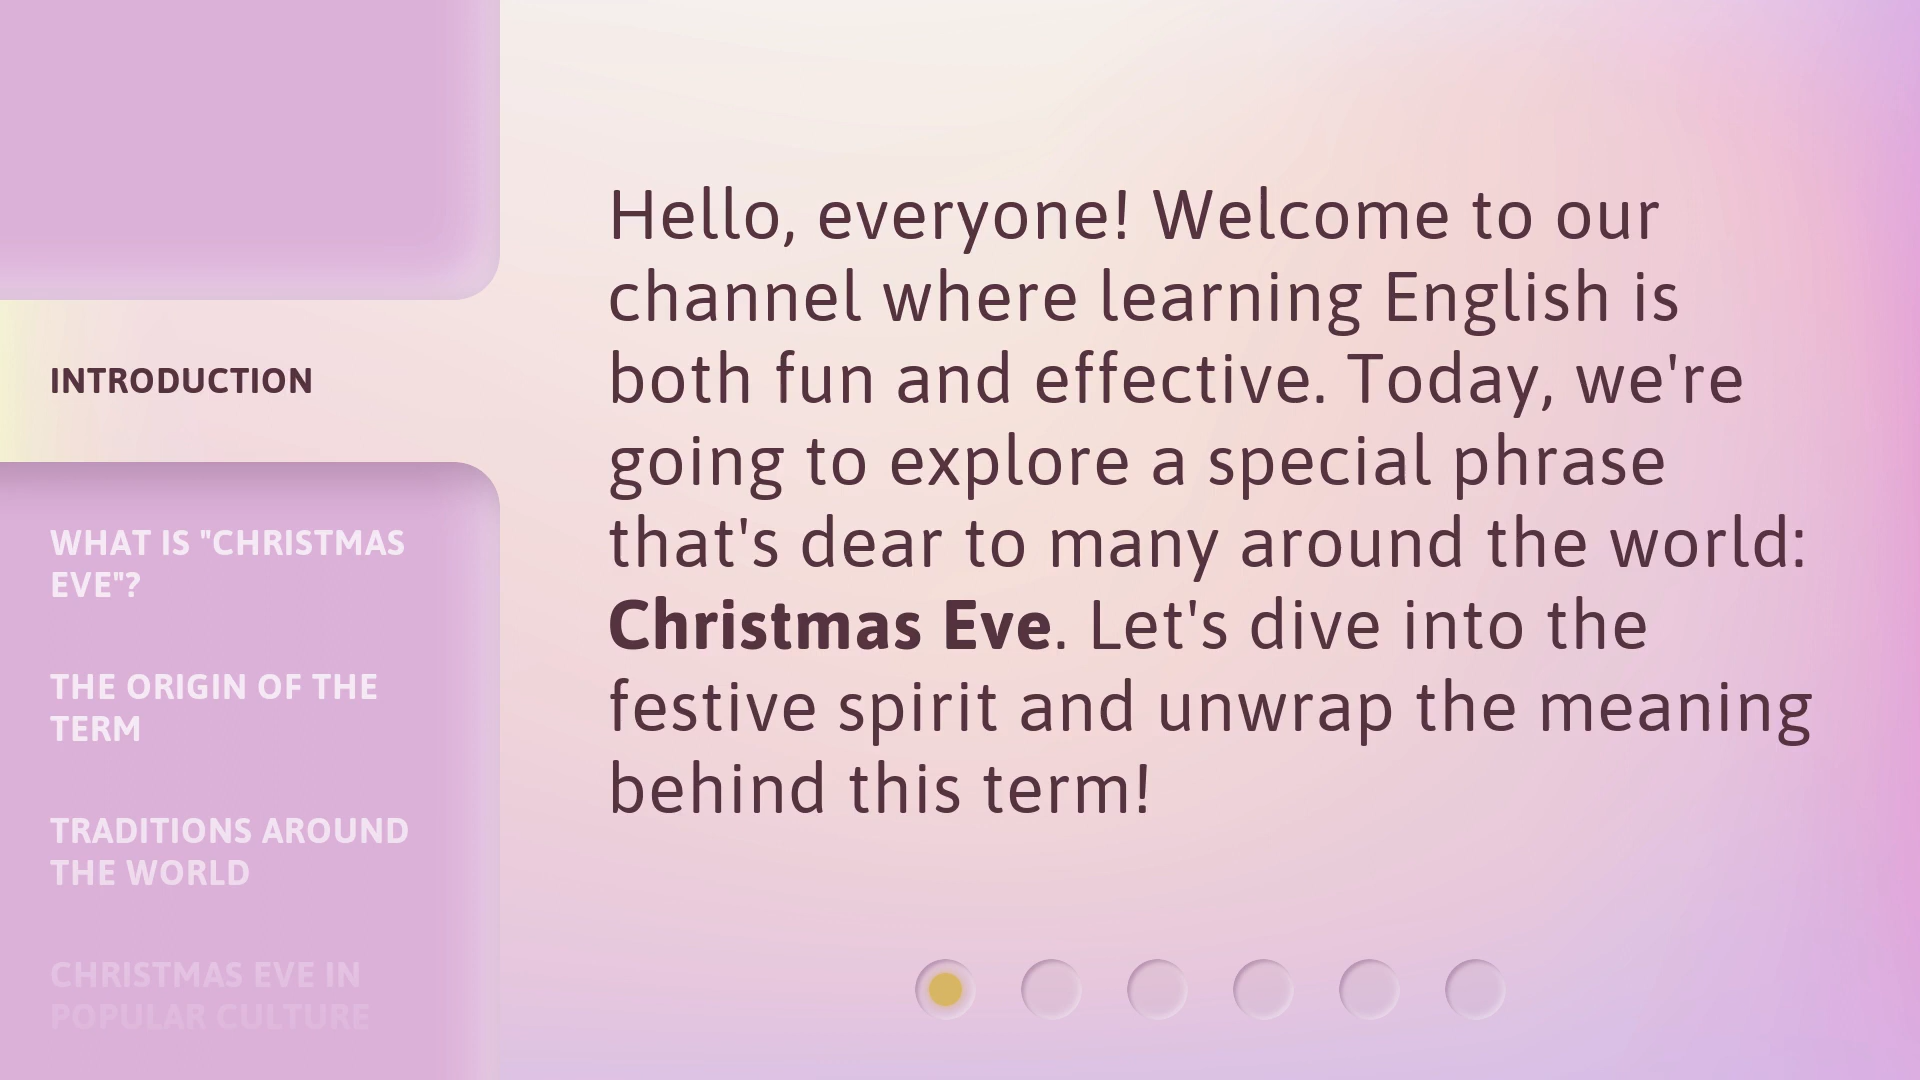 INTRODUCTION
WHAT IS "CHRISTMAS
EVE"?
THE ORIGIN OF THE
TERM
TRADITIONS AROUND
THE WORLD
CHRISTMAS EVE IN
POPULAR CULTURE
Hello, everyone! Welcome to our
channel where learning English is
both fun and effective. Today, we're
going to explore a special phrase
that's dear to many around the world:
Christmas Eve. Let's dive into the
festive spirit and unwrap the meaning
behind this term!